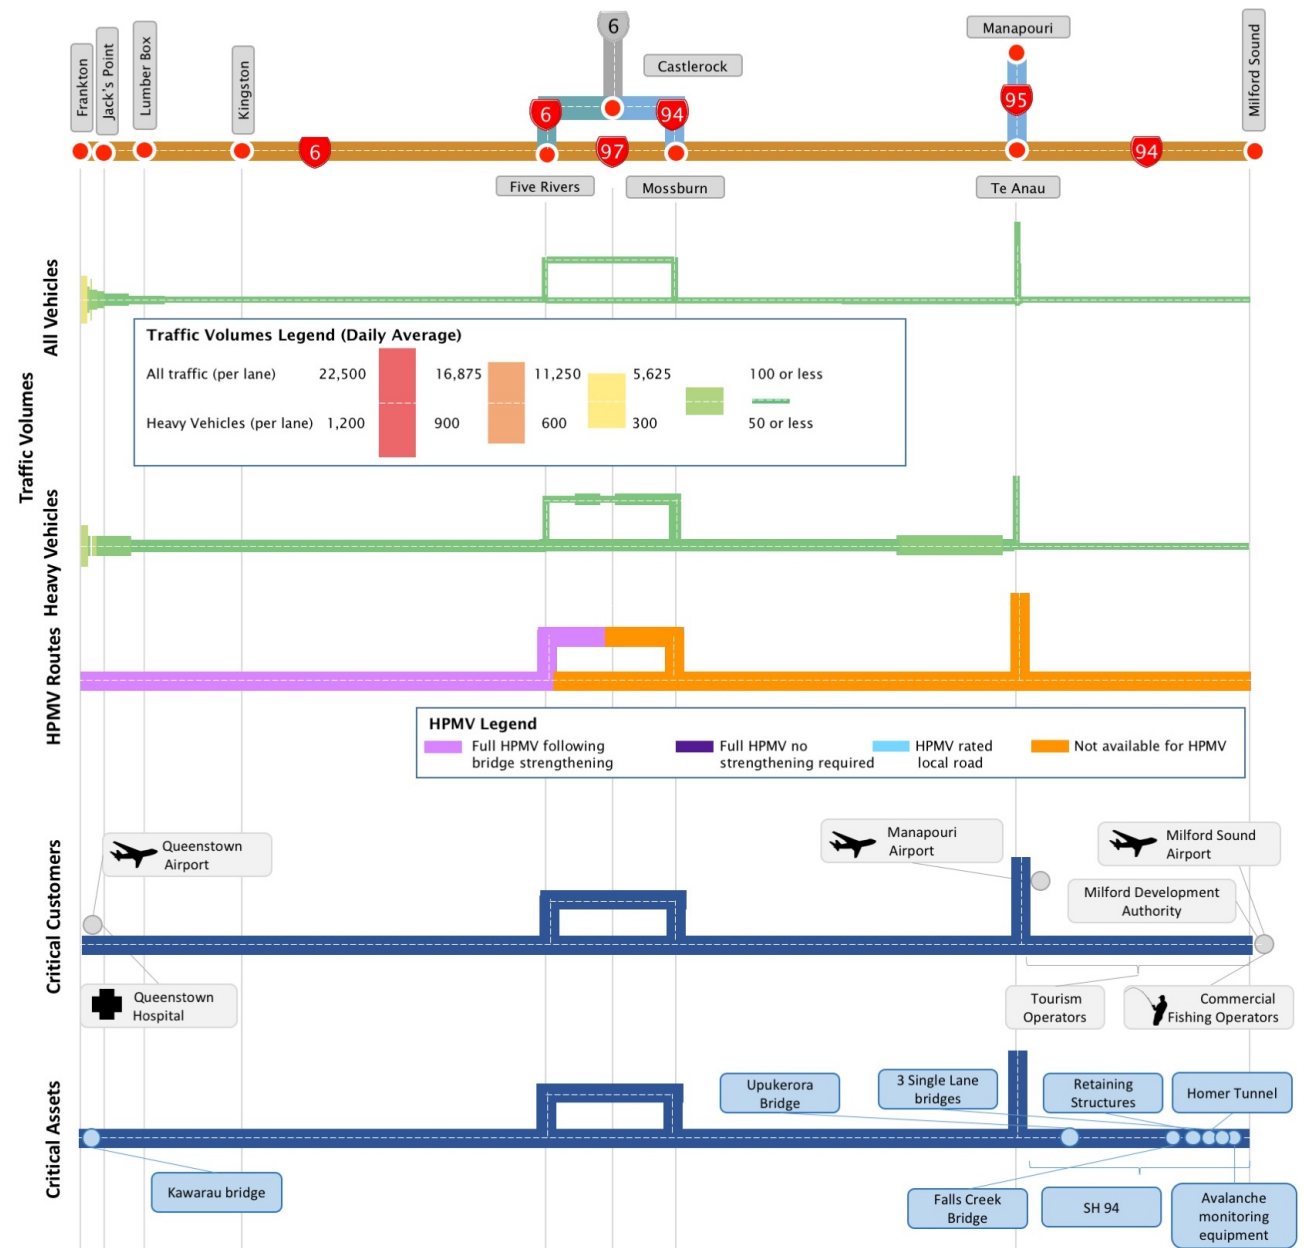 6
Frankton
Jack's Point
Lumber Box
Kingston
Castlerock
Manapouri
Milford Sound
6
94
95
6
97
94
Five Rivers
Mossburn
Te Anau
Traffic Volumes
All Vehicles
Traffic Volumes Legend (Daily Average)
All traffic (per lane) 22,500 16,875 11,250 5,625 100 or less
Heavy Vehicles (per lane) 1,200 900 600 300 50 or less
Heavy Vehicles
HPMV Routes
HPMV Legend
Full HPMV following
bridge strengthening
Full HPMV no
strengthening required
HPMV rated
local road
Not available for HPMV
Critical Customers
Queenstown
Airport
Manapouri
Airport
Milford Sound
Airport
Milford Development
Authority
Queenstown
Hospital
Tourism
Operators
Commercial
Fishing Operators
Critical Assets
Upukerora
Bridge
3 Single Lane
bridges
Retaining
Structures
Homer Tunnel
Kawarau bridge
Falls Creek
Bridge
SH 94
Avalanche
monitoring
equipment